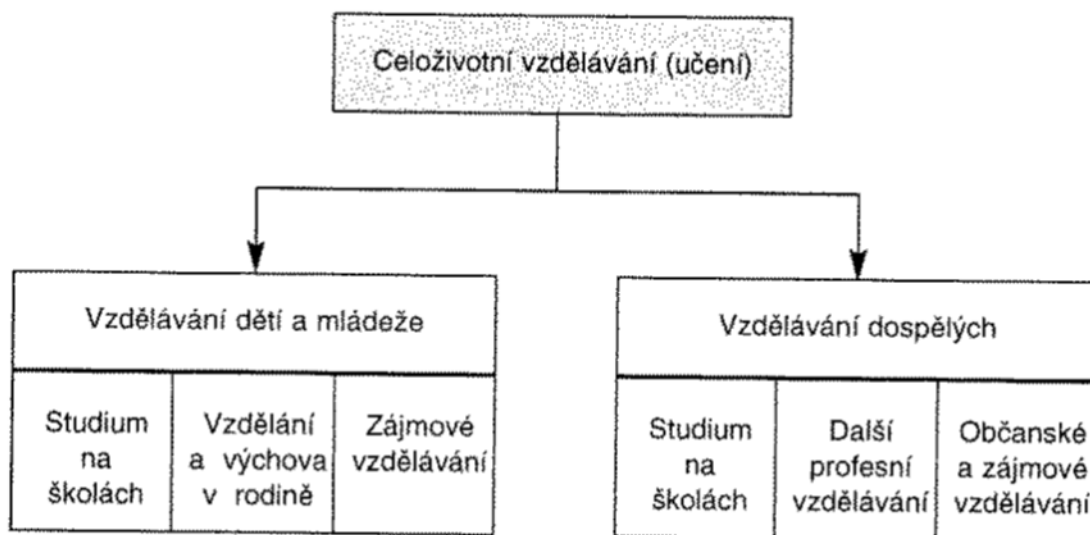 Celoživotní vzdělávání (učení)
Vzdělávání dětí a mládeže
Studium
na
školách
Vzdělání
a výchova
v rodině
Zájmové
vzdělávání
Vzdělávání dospělých
Studium
na
školách
Další
profesní
vzdělávání
Občanské
a zájmové
vzdělávání